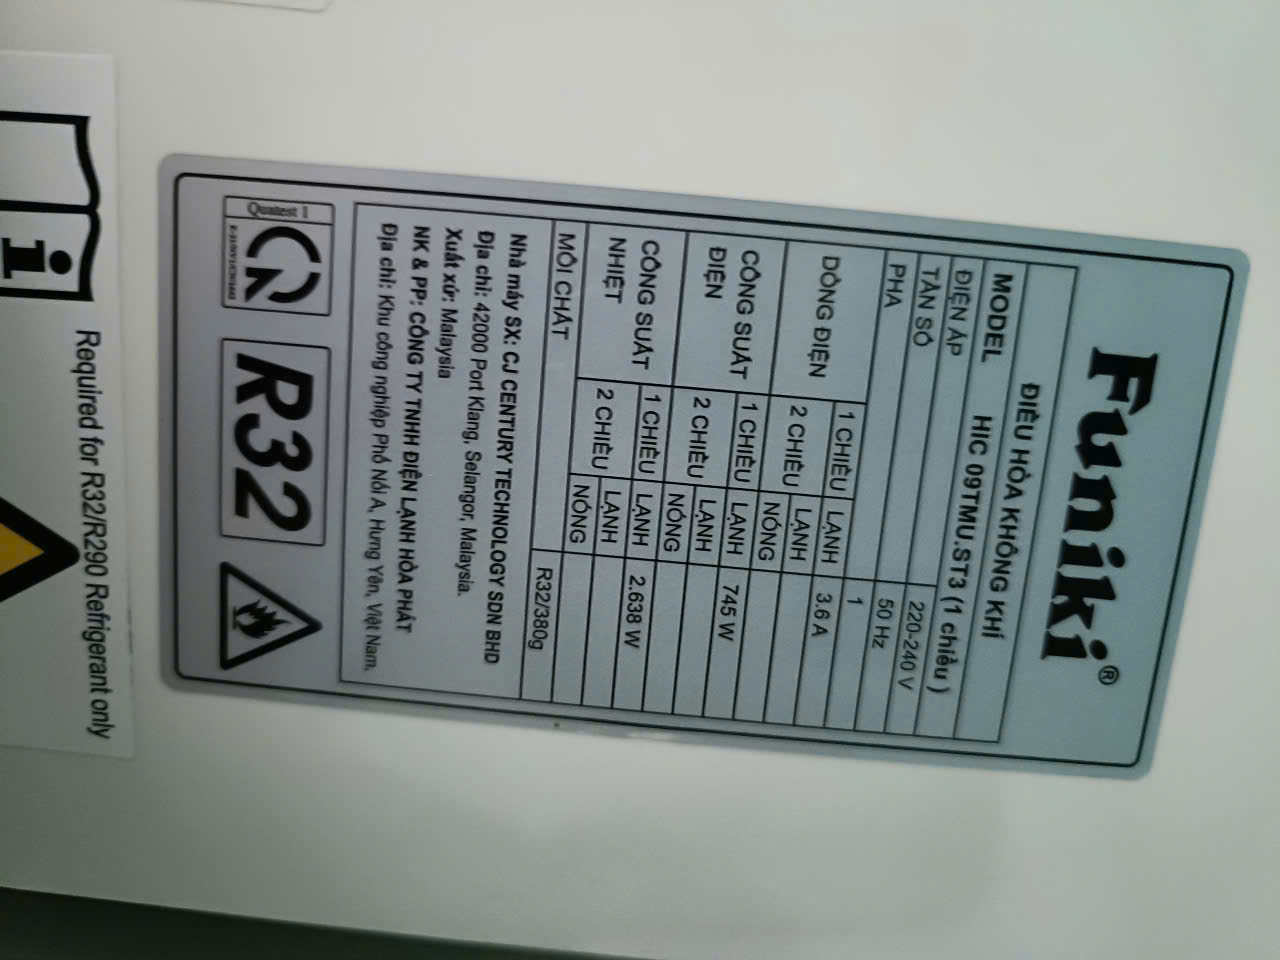 Funiki®
ĐIỀU HÒA KHÔNG KHÍ
MODEL HIC 09TMU.ST3 (1 chiều )
ĐIỆN ÁP 220-240 V
TẦN SỐ 50 Hz
PHA 1
DÒNG ĐIỆN 1 CHIỀU LẠNH 3.6 A
2 CHIỀU LẠNH
NÓNG
CÔNG SUẤT ĐIỆN 1 CHIỀU LẠNH 745 W
2 CHIỀU LẠNH
NÓNG
CÔNG SUẤT NHIỆT 1 CHIỀU LẠNH 2.638 W
2 CHIỀU LẠNH
NÓNG
MÔI CHẤT R32/380g
Nhà máy SX: CJ CENTURY TECHNOLOGY SDN BHD
Địa chỉ: 42000 Port Klang, Selangor, Malaysia.
Xuất xứ: Malaysia
NK & PP: CÔNG TY TNHH ĐIỆN LẠNH HÒA PHÁT
Địa chỉ: Khu công nghiệp Phố Nối A, Hưng Yên, Việt Nam.
Quatest 1
R32
i
Required for R32/R290 Refrigerant only